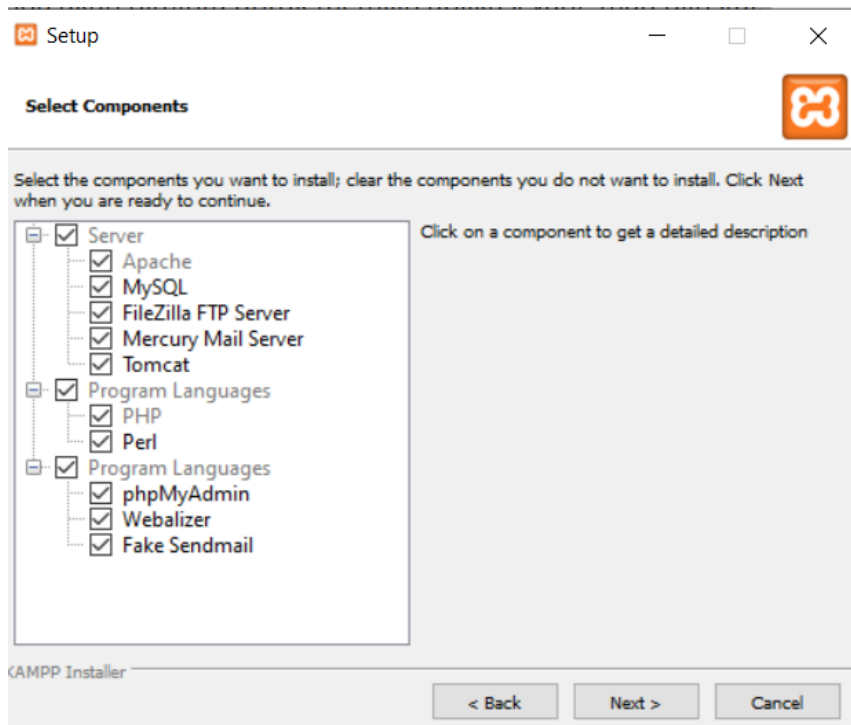 Setup
Select Components
Select the components you want to install; clear the components you do not want to install. Click Next
when you are ready to continue.
Server
Apache
MySQL
FileZilla FTP Server
Mercury Mail Server
Tomcat
Program Languages
PHP
Perl
Program Languages
phpMyAdmin
Webalizer
Fake Sendmail
Click on a component to get a detailed description
XAMPP Installer
< Back
Next >
Cancel